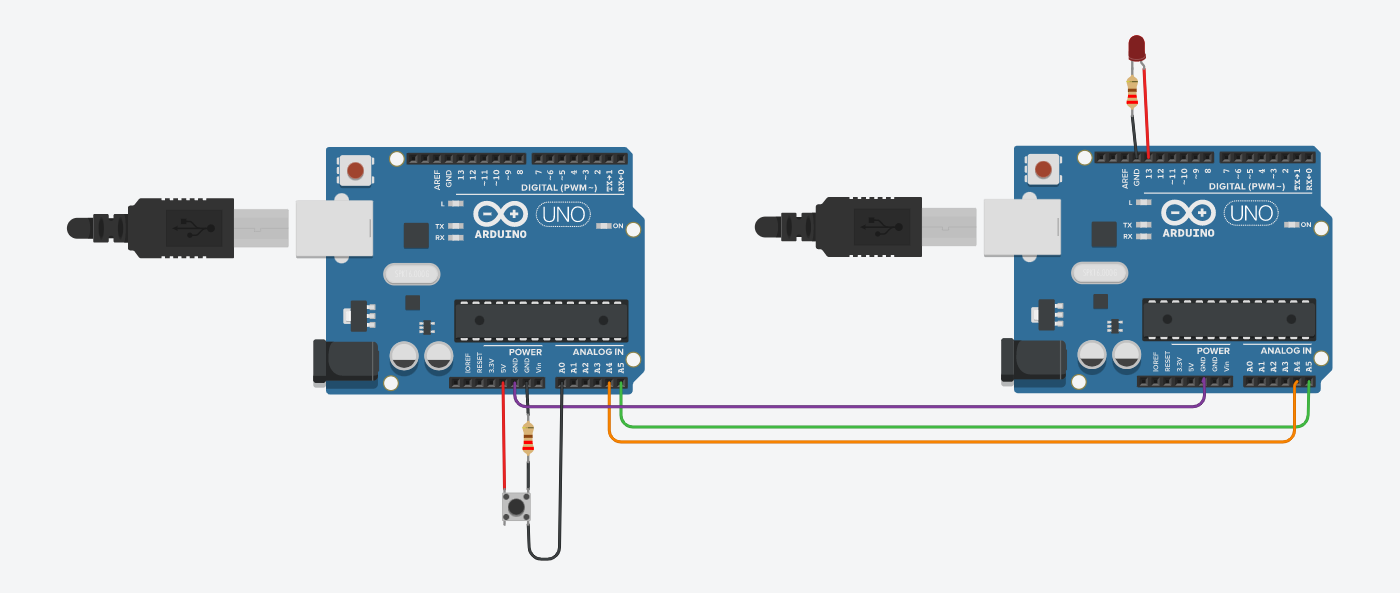 AREF GND 13 12 ~11 ~10 ~9 8 7 ~6 ~5 4 ~3 2 TX→1 RX←0
DIGITAL (PWM~)
L
TX
RX
ARDUINO
UNO
ON
POWER
ANALOG IN
IOREF RESET 3.3V 5V GND GND Vin A0 A1 A2 A3 A4 A5
AREF GND 13 12 ~11 ~10 ~9 8 7 ~6 ~5 4 ~3 2 TX→1 RX←0
DIGITAL (PWM~)
L
TX
RX
ARDUINO
UNO
ON
POWER
ANALOG IN
IOREF RESET 3.3V 5V GND GND Vin A0 A1 A2 A3 A4 A5